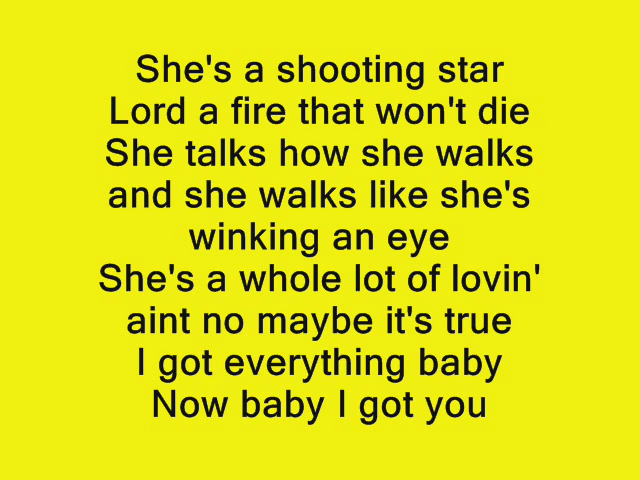 She's a shooting star
Lord a fire that won't die
She talks how she walks
and she walks like she's
winking an eye
She's a whole lot of lovin'
aint no maybe it's true
I got everything baby
Now baby I got you